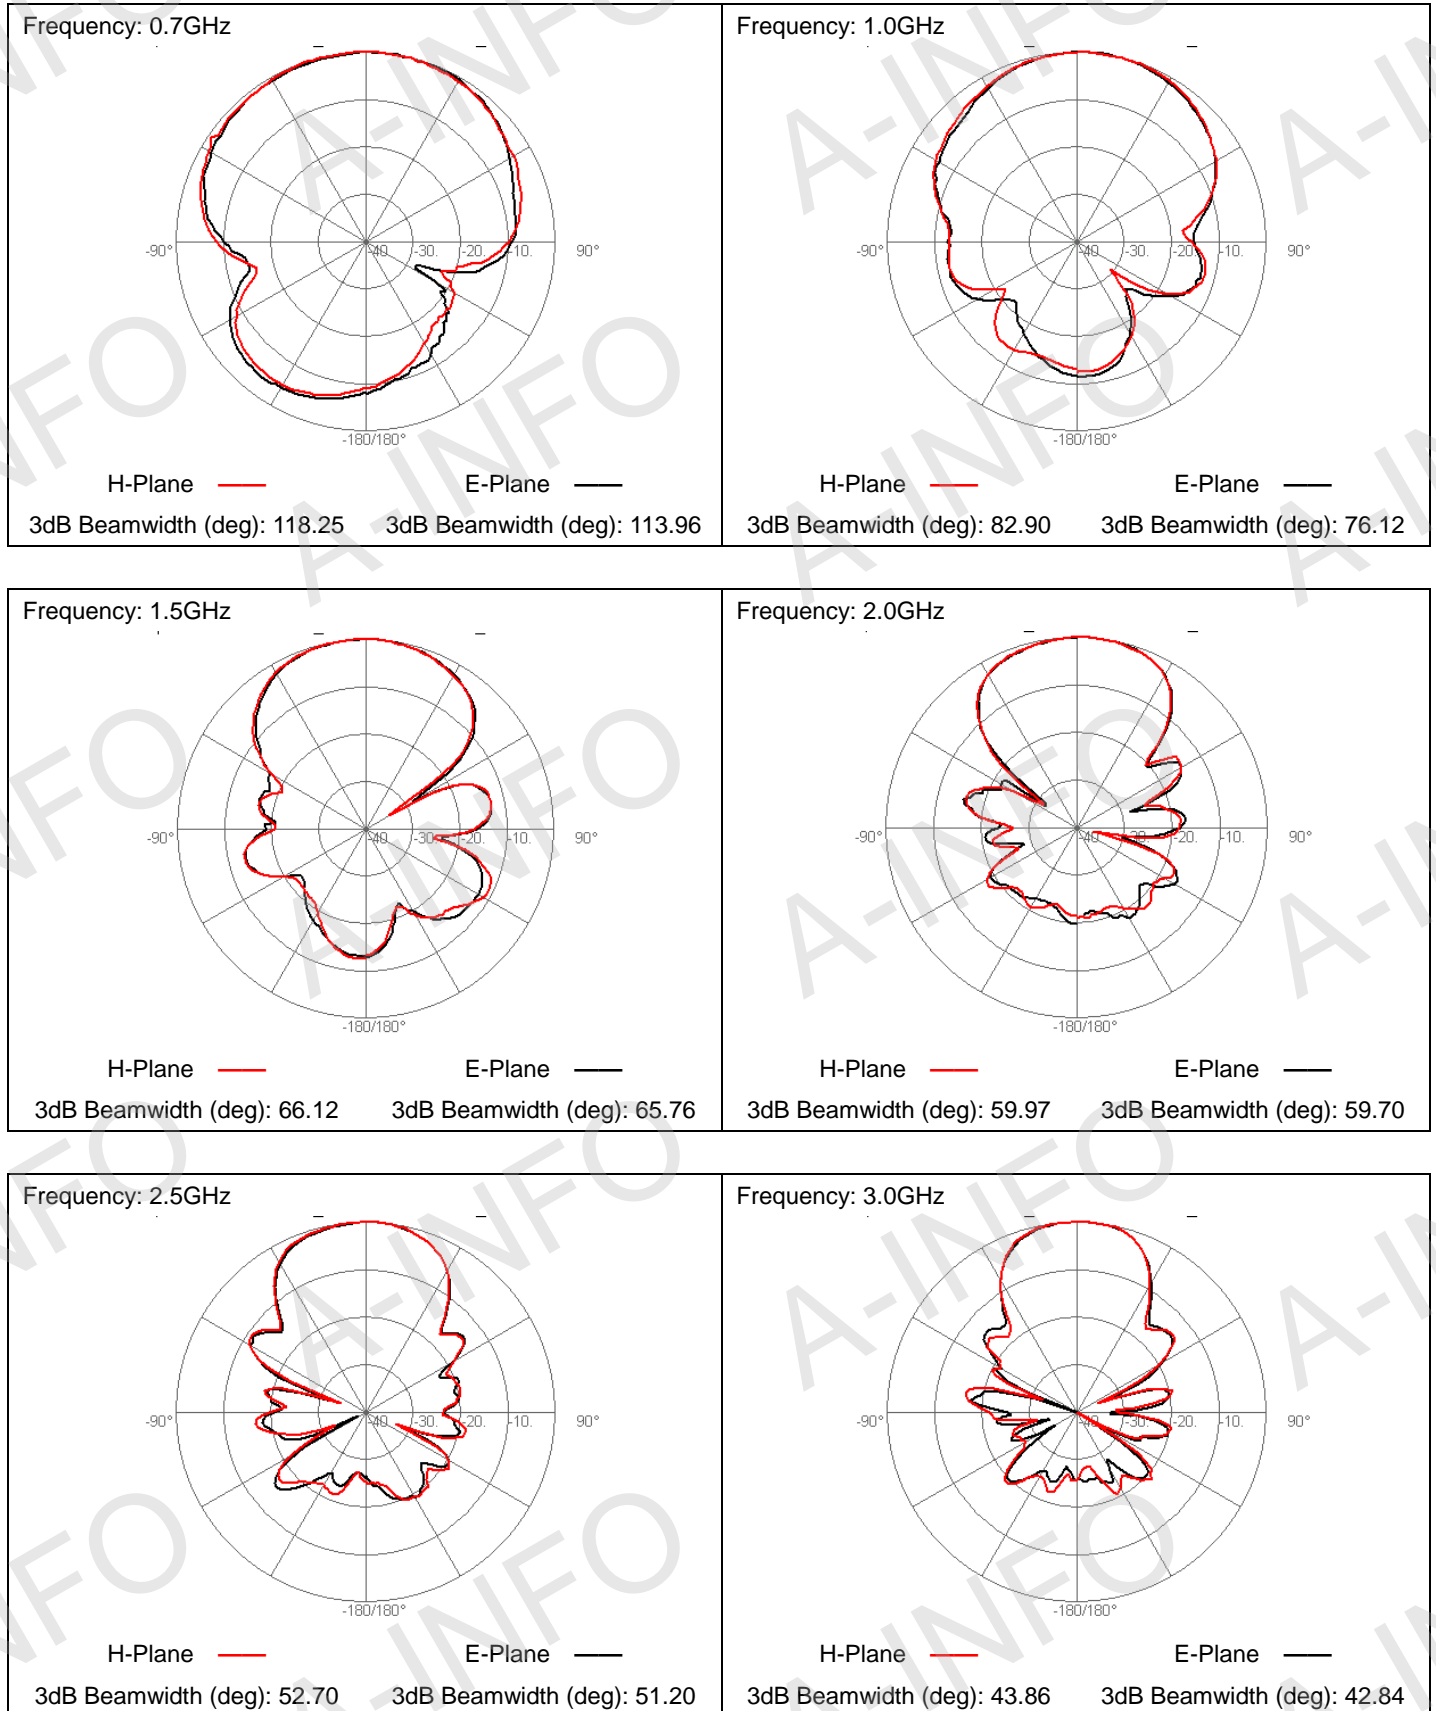 Frequency: 0.7GHz
-90°
-40
-30.
-20.
-10.
90°
-180/180°
H-Plane
E-Plane
3dB Beamwidth (deg): 118.25
3dB Beamwidth (deg): 113.96
Frequency: 1.0GHz
-90°
-40
-30.
-20.
-10.
90°
-180/180°
H-Plane
E-Plane
3dB Beamwidth (deg): 82.90
3dB Beamwidth (deg): 76.12
Frequency: 1.5GHz
-90°
-40
-30.
-20.
-10.
90°
-180/180°
H-Plane
E-Plane
3dB Beamwidth (deg): 66.12
3dB Beamwidth (deg): 65.76
Frequency: 2.0GHz
-90°
-40
-30.
-20.
-10.
90°
-180/180°
H-Plane
E-Plane
3dB Beamwidth (deg): 59.97
3dB Beamwidth (deg): 59.70
Frequency: 2.5GHz
-90°
-40
-30.
-20.
-10.
90°
-180/180°
H-Plane
E-Plane
3dB Beamwidth (deg): 52.70
3dB Beamwidth (deg): 51.20
Frequency: 3.0GHz
-90°
-40
-30.
-20.
-10.
90°
-180/180°
H-Plane
E-Plane
3dB Beamwidth (deg): 43.86
3dB Beamwidth (deg): 42.84
A-INFO
A-INFO
A-INFO
A-INFO
A-INFO
A-INFO